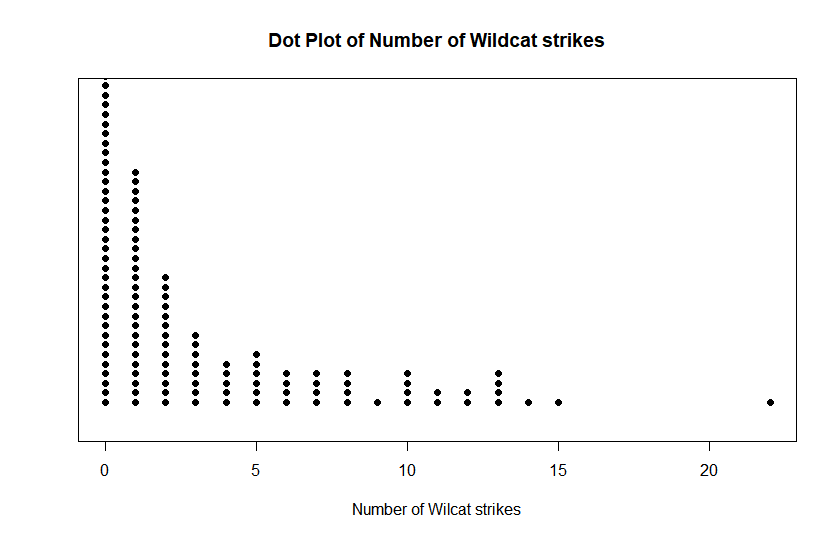 Dot Plot of Number of Wildcat strikes
0 5 10 15 20
Number of Wilcat strikes